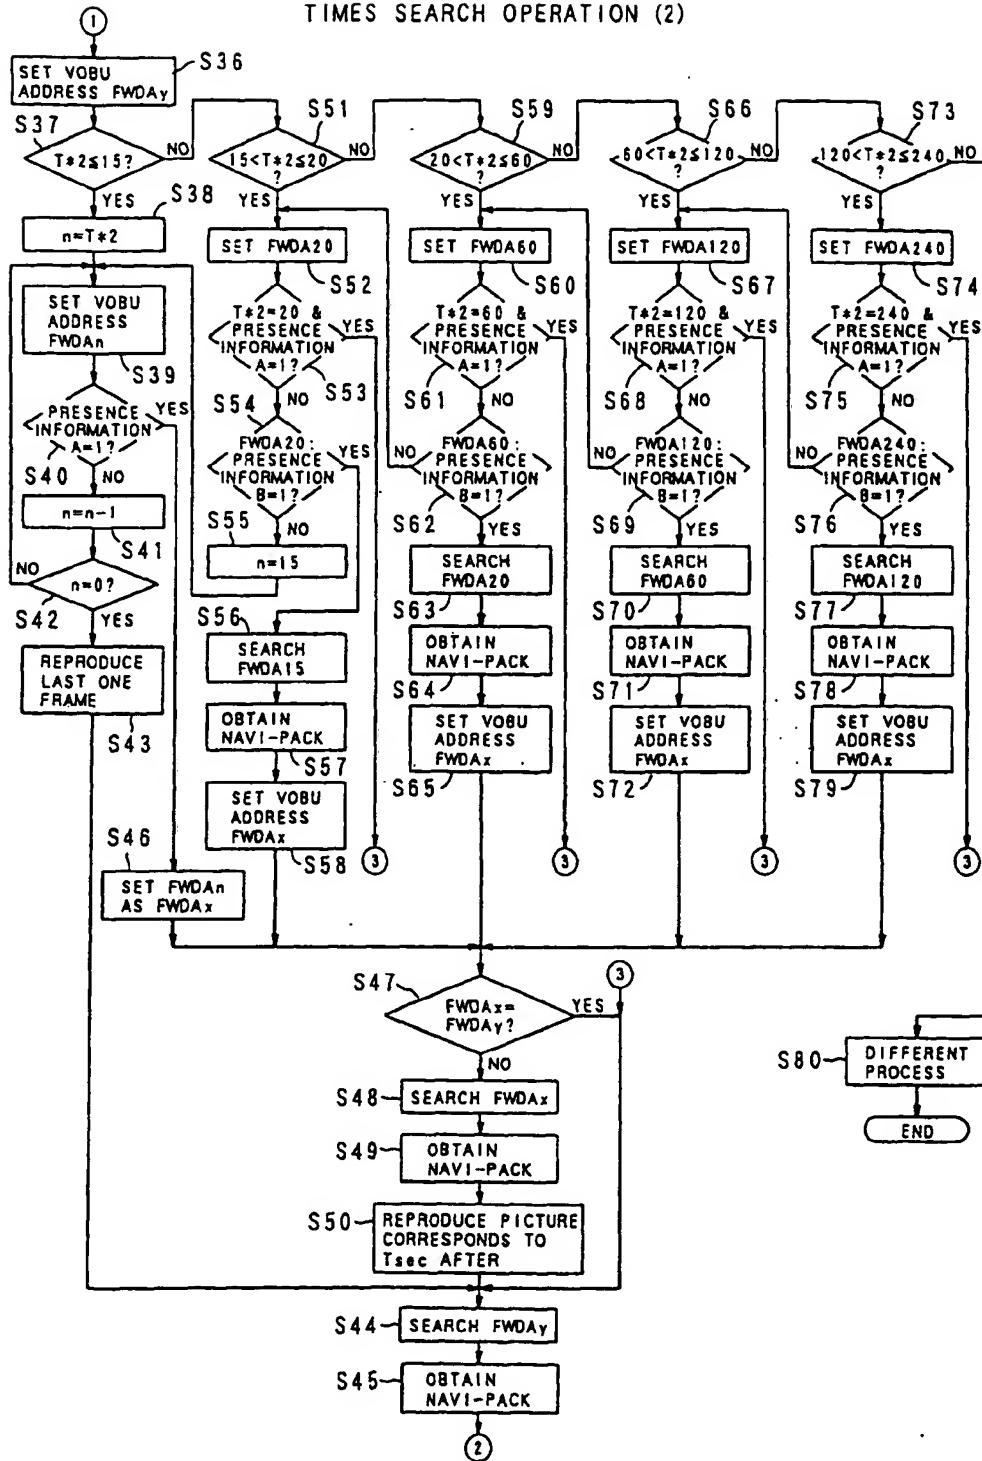 TIMES SEARCH OPERATION (2)
1
S36
SET VOBU
ADDRESS FWDAy
S37
T*2≦15?
NO
YES
S38
n=T*2
SET VOBU
ADDRESS
FWDAn
S39
PRESENCE
INFORMATION
A=1?
YES
S40
NO
n=n-1
S41
NO
n=0?
S42
YES
REPRODUCE
LAST ONE
FRAME
S43
S46
SET FWDAn
AS FWDAx
S51
15<T*2≦20
?
NO
YES
SET FWDA20
S52
T*2=20 &
PRESENCE
INFORMATION
A=1?
YES
S53
NO
S54
FWDA20:
PRESENCE
INFORMATION
B=1?
YES
NO
S55
n=15
S56
SEARCH
FWDA15
OBTAIN
NAVI-PACK
S57
SET VOBU
ADDRESS
FWDAx
S58
3
S59
20<T*2≦60
?
NO
YES
SET FWDA60
S60
T*2=60 &
PRESENCE
INFORMATION
A=1?
YES
S61
NO
FWDA60:
PRESENCE
INFORMATION
B=1?
NO
S62
YES
SEARCH
FWDA20
S63
OBTAIN
NAVI-PACK
S64
SET VOBU
ADDRESS
FWDAx
S65
3
S66
60<T*2≦120
?
NO
YES
SET FWDA120
S67
T*2=120 &
PRESENCE
INFORMATION
A=1?
YES
S68
NO
FWDA120:
PRESENCE
INFORMATION
B=1?
NO
S69
YES
SEARCH
FWDA60
S70
OBTAIN
NAVI-PACK
S71
SET VOBU
ADDRESS
FWDAx
S72
3
S73
120<T*2≦240
?
NO
YES
SET FWDA240
S74
T*2=240 &
PRESENCE
INFORMATION
A=1?
YES
S75
NO
FWDA240:
PRESENCE
INFORMATION
B=1?
NO
S76
YES
SEARCH
FWDA120
S77
OBTAIN
NAVI-PACK
S78
SET VOBU
ADDRESS
FWDAx
S79
3
S47
FWDAx=
FWDAy?
YES
3
NO
S48
SEARCH FWDAx
S49
OBTAIN
NAVI-PACK
S50
REPRODUCE PICTURE
CORRESPONDS TO
Tsec AFTER
S44
SEARCH FWDAy
S45
OBTAIN
NAVI-PACK
2
S80
DIFFERENT
PROCESS
END